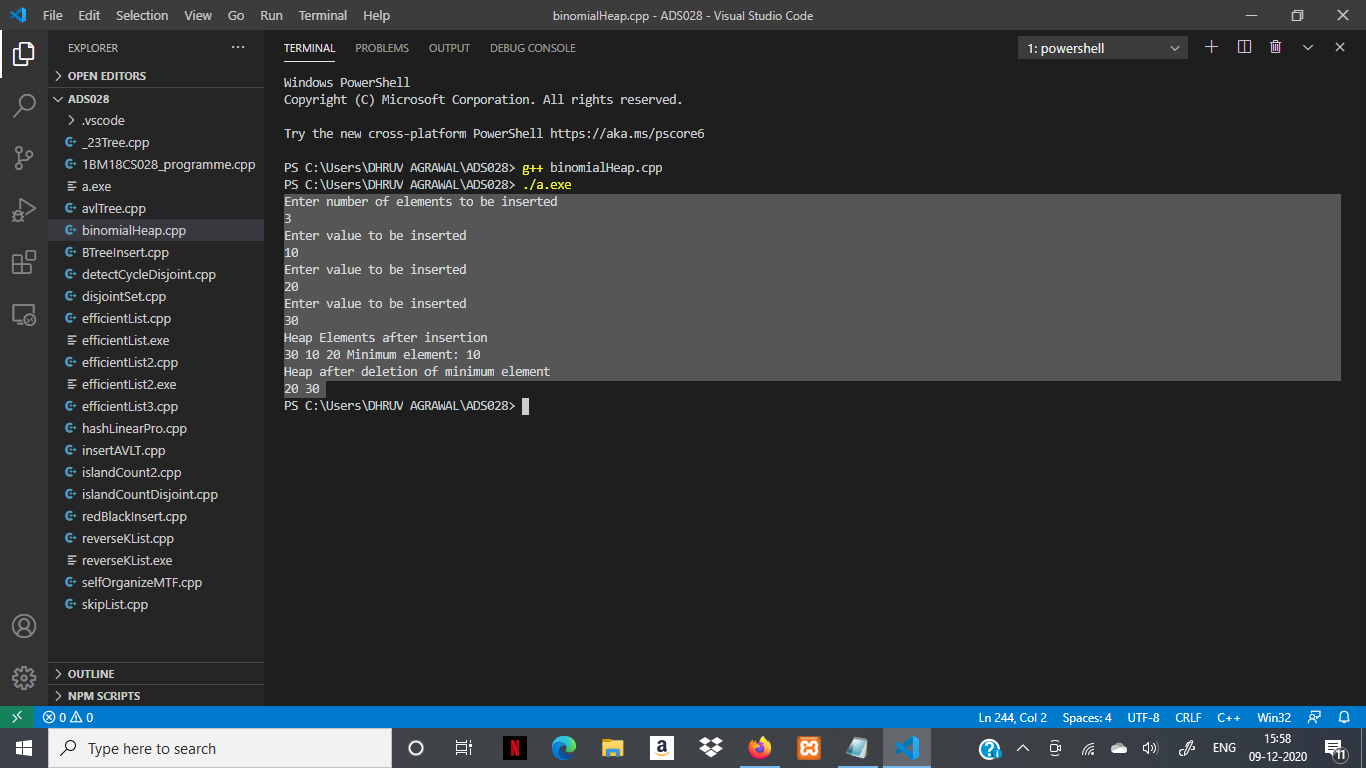 File Edit Selection View Go Run Terminal Help
binomialHeap.cpp - ADS028 - Visual Studio Code
EXPLORER
OPEN EDITORS
ADS028
.vscode
_23Tree.cpp
1BM18CS028_programme.cpp
a.exe
avlTree.cpp
binomialHeap.cpp
BTreeInsert.cpp
detectCycleDisjoint.cpp
disjointSet.cpp
efficientList.cpp
efficientList.exe
efficientList2.cpp
efficientList2.exe
efficientList3.cpp
hashLinearPro.cpp
insertAVLT.cpp
islandCount2.cpp
islandCountDisjoint.cpp
redBlackInsert.cpp
reverseKList.cpp
reverseKList.exe
selfOrganizeMTF.cpp
skipList.cpp
OUTLINE
NPM SCRIPTS
TERMINAL PROBLEMS OUTPUT DEBUG CONSOLE
1: powershell
Windows PowerShell
Copyright (C) Microsoft Corporation. All rights reserved.
Try the new cross-platform PowerShell https://aka.ms/pscore6
PS C:\Users\DHRUV AGRAWAL\ADS028> g++ binomialHeap.cpp
PS C:\Users\DHRUV AGRAWAL\ADS028> ./a.exe
Enter number of elements to be inserted
3
Enter value to be inserted
10
Enter value to be inserted
20
Enter value to be inserted
30
Heap Elements after insertion
30 10 20 Minimum element: 10
Heap after deletion of minimum element
20 30
PS C:\Users\DHRUV AGRAWAL\ADS028>
0 0
Ln 244, Col 2 Spaces: 4 UTF-8 CRLF C++ Win32
Type here to search
N
a
ENG
15:58
09-12-2020
11